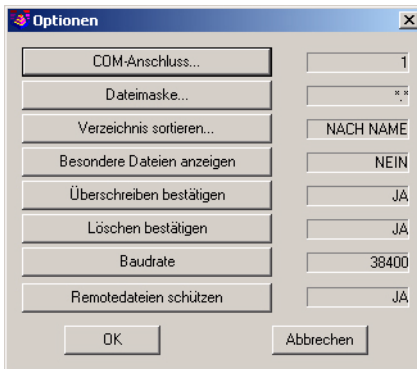 Optionen
COM-Anschluss... 1
Dateimaske... *.*
Verzeichnis sortieren... NACH NAME
Besondere Dateien anzeigen NEIN
Überschreiben bestätigen JA
Löschen bestätigen JA
Baudrate 38400
Remotedateien schützen JA
OK Abbrechen